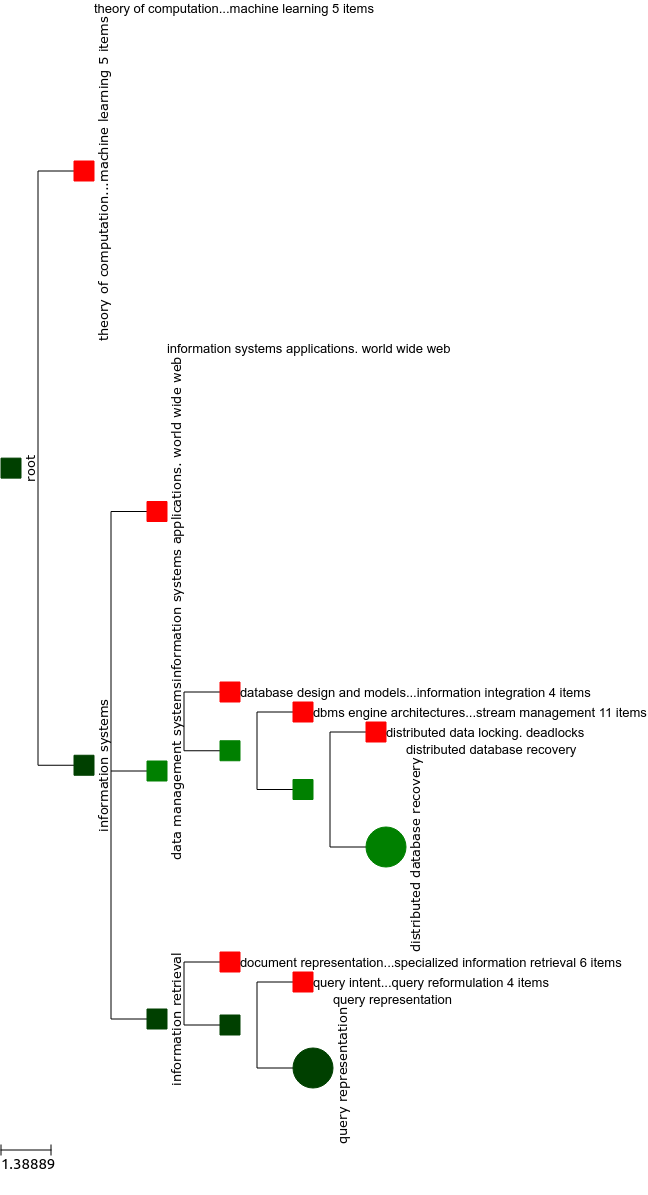 theory of computation...machine learning 5 items
theory of computation...machine learning 5 items
information systems applications. world wide web
information systems applications. world wide web
root
database design and models...information integration 4 items
dbms engine architectures...stream management 11 items
distributed data locking. deadlocks
distributed database recovery
information systems
data management systems
distributed database recovery
document representation...specialized information retrieval 6 items
query intent...query reformulation 4 items
query representation
information retrieval
query representation
1.38889